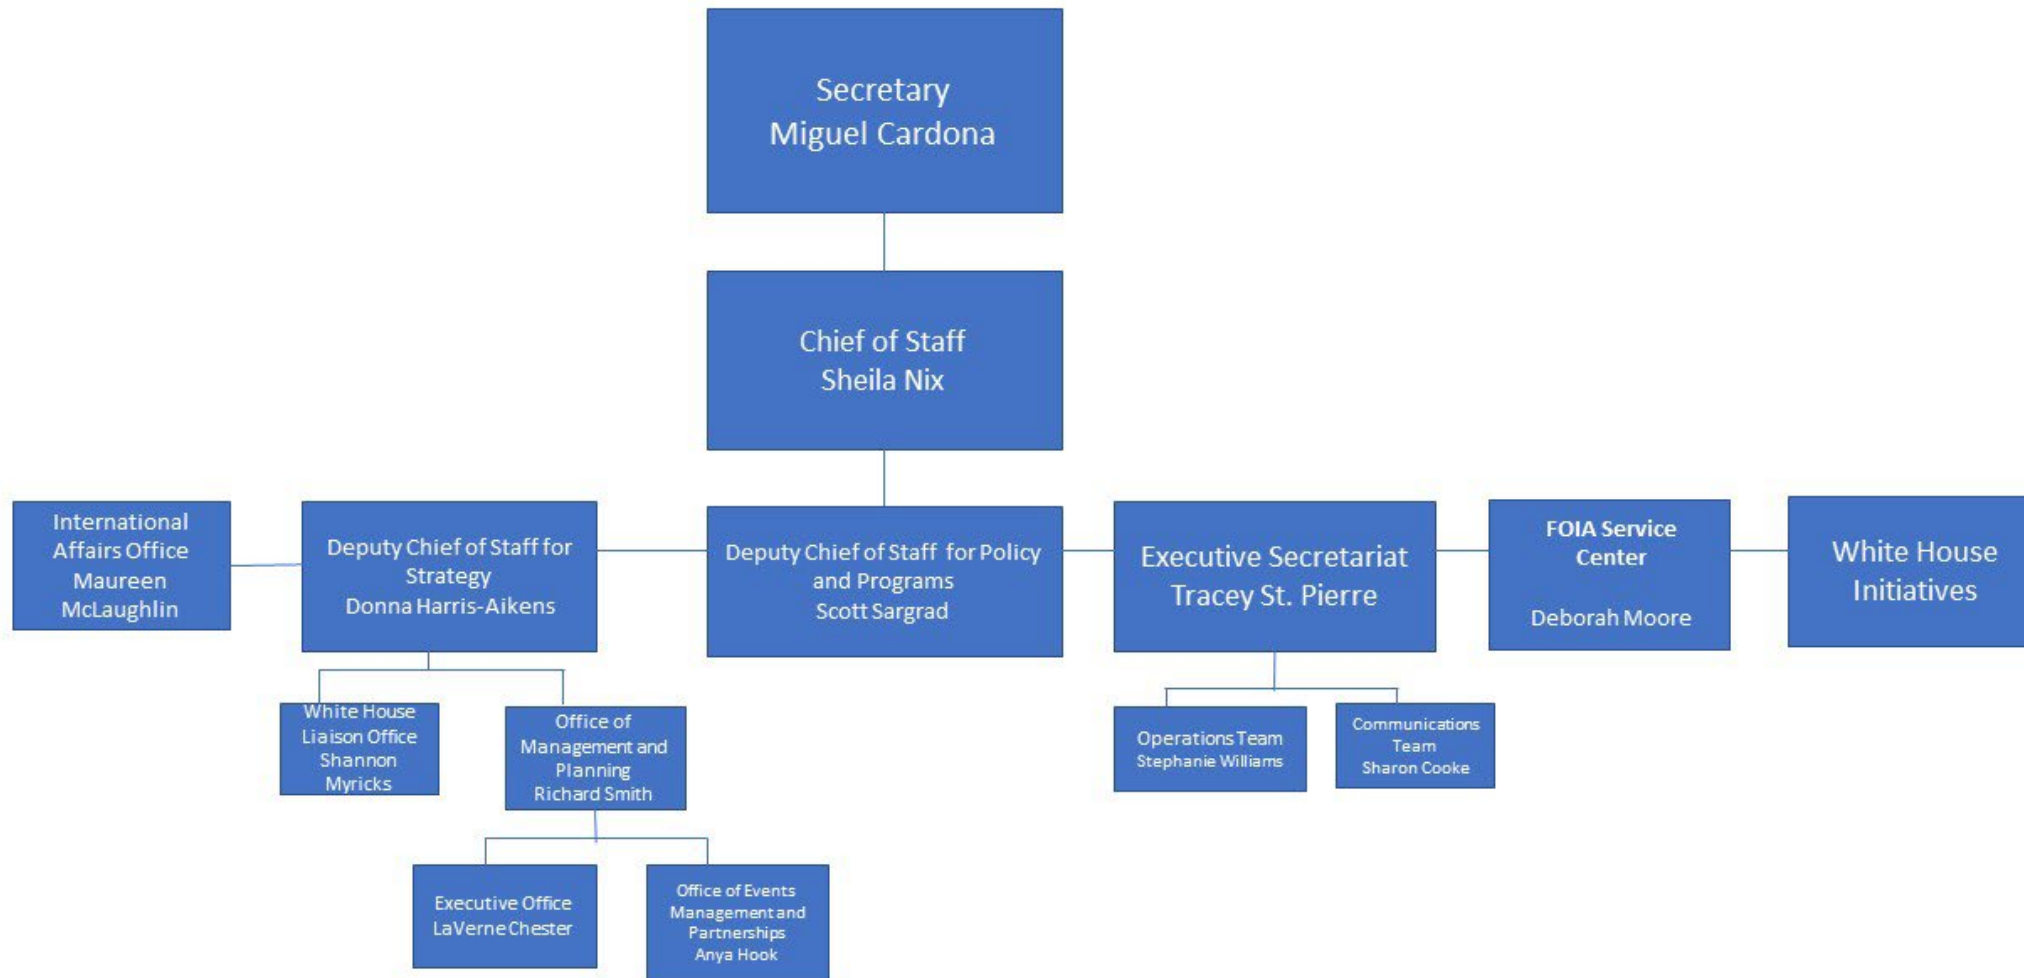 Secretary
Miguel Cardona
Chief of Staff
Sheila Nix
International
Affairs Office
Maureen
McLaughlin
Deputy Chief of Staff for
Strategy
Donna Harris-Aikens
Deputy Chief of Staff for Policy
and Programs
Scott Sargrad
Executive Secretariat
Tracey St. Pierre
FOIA Service
Center
Deborah Moore
White House
Initiatives
White House
Liaison Office
Shannon
Myricks
Office of
Management and
Planning
Richard Smith
Operations Team
Stephanie Williams
Communications
Team
Sharon Cooke
Executive Office
LaVerne Chester
Office of Events
Management and
Partnerships
Anya Hook